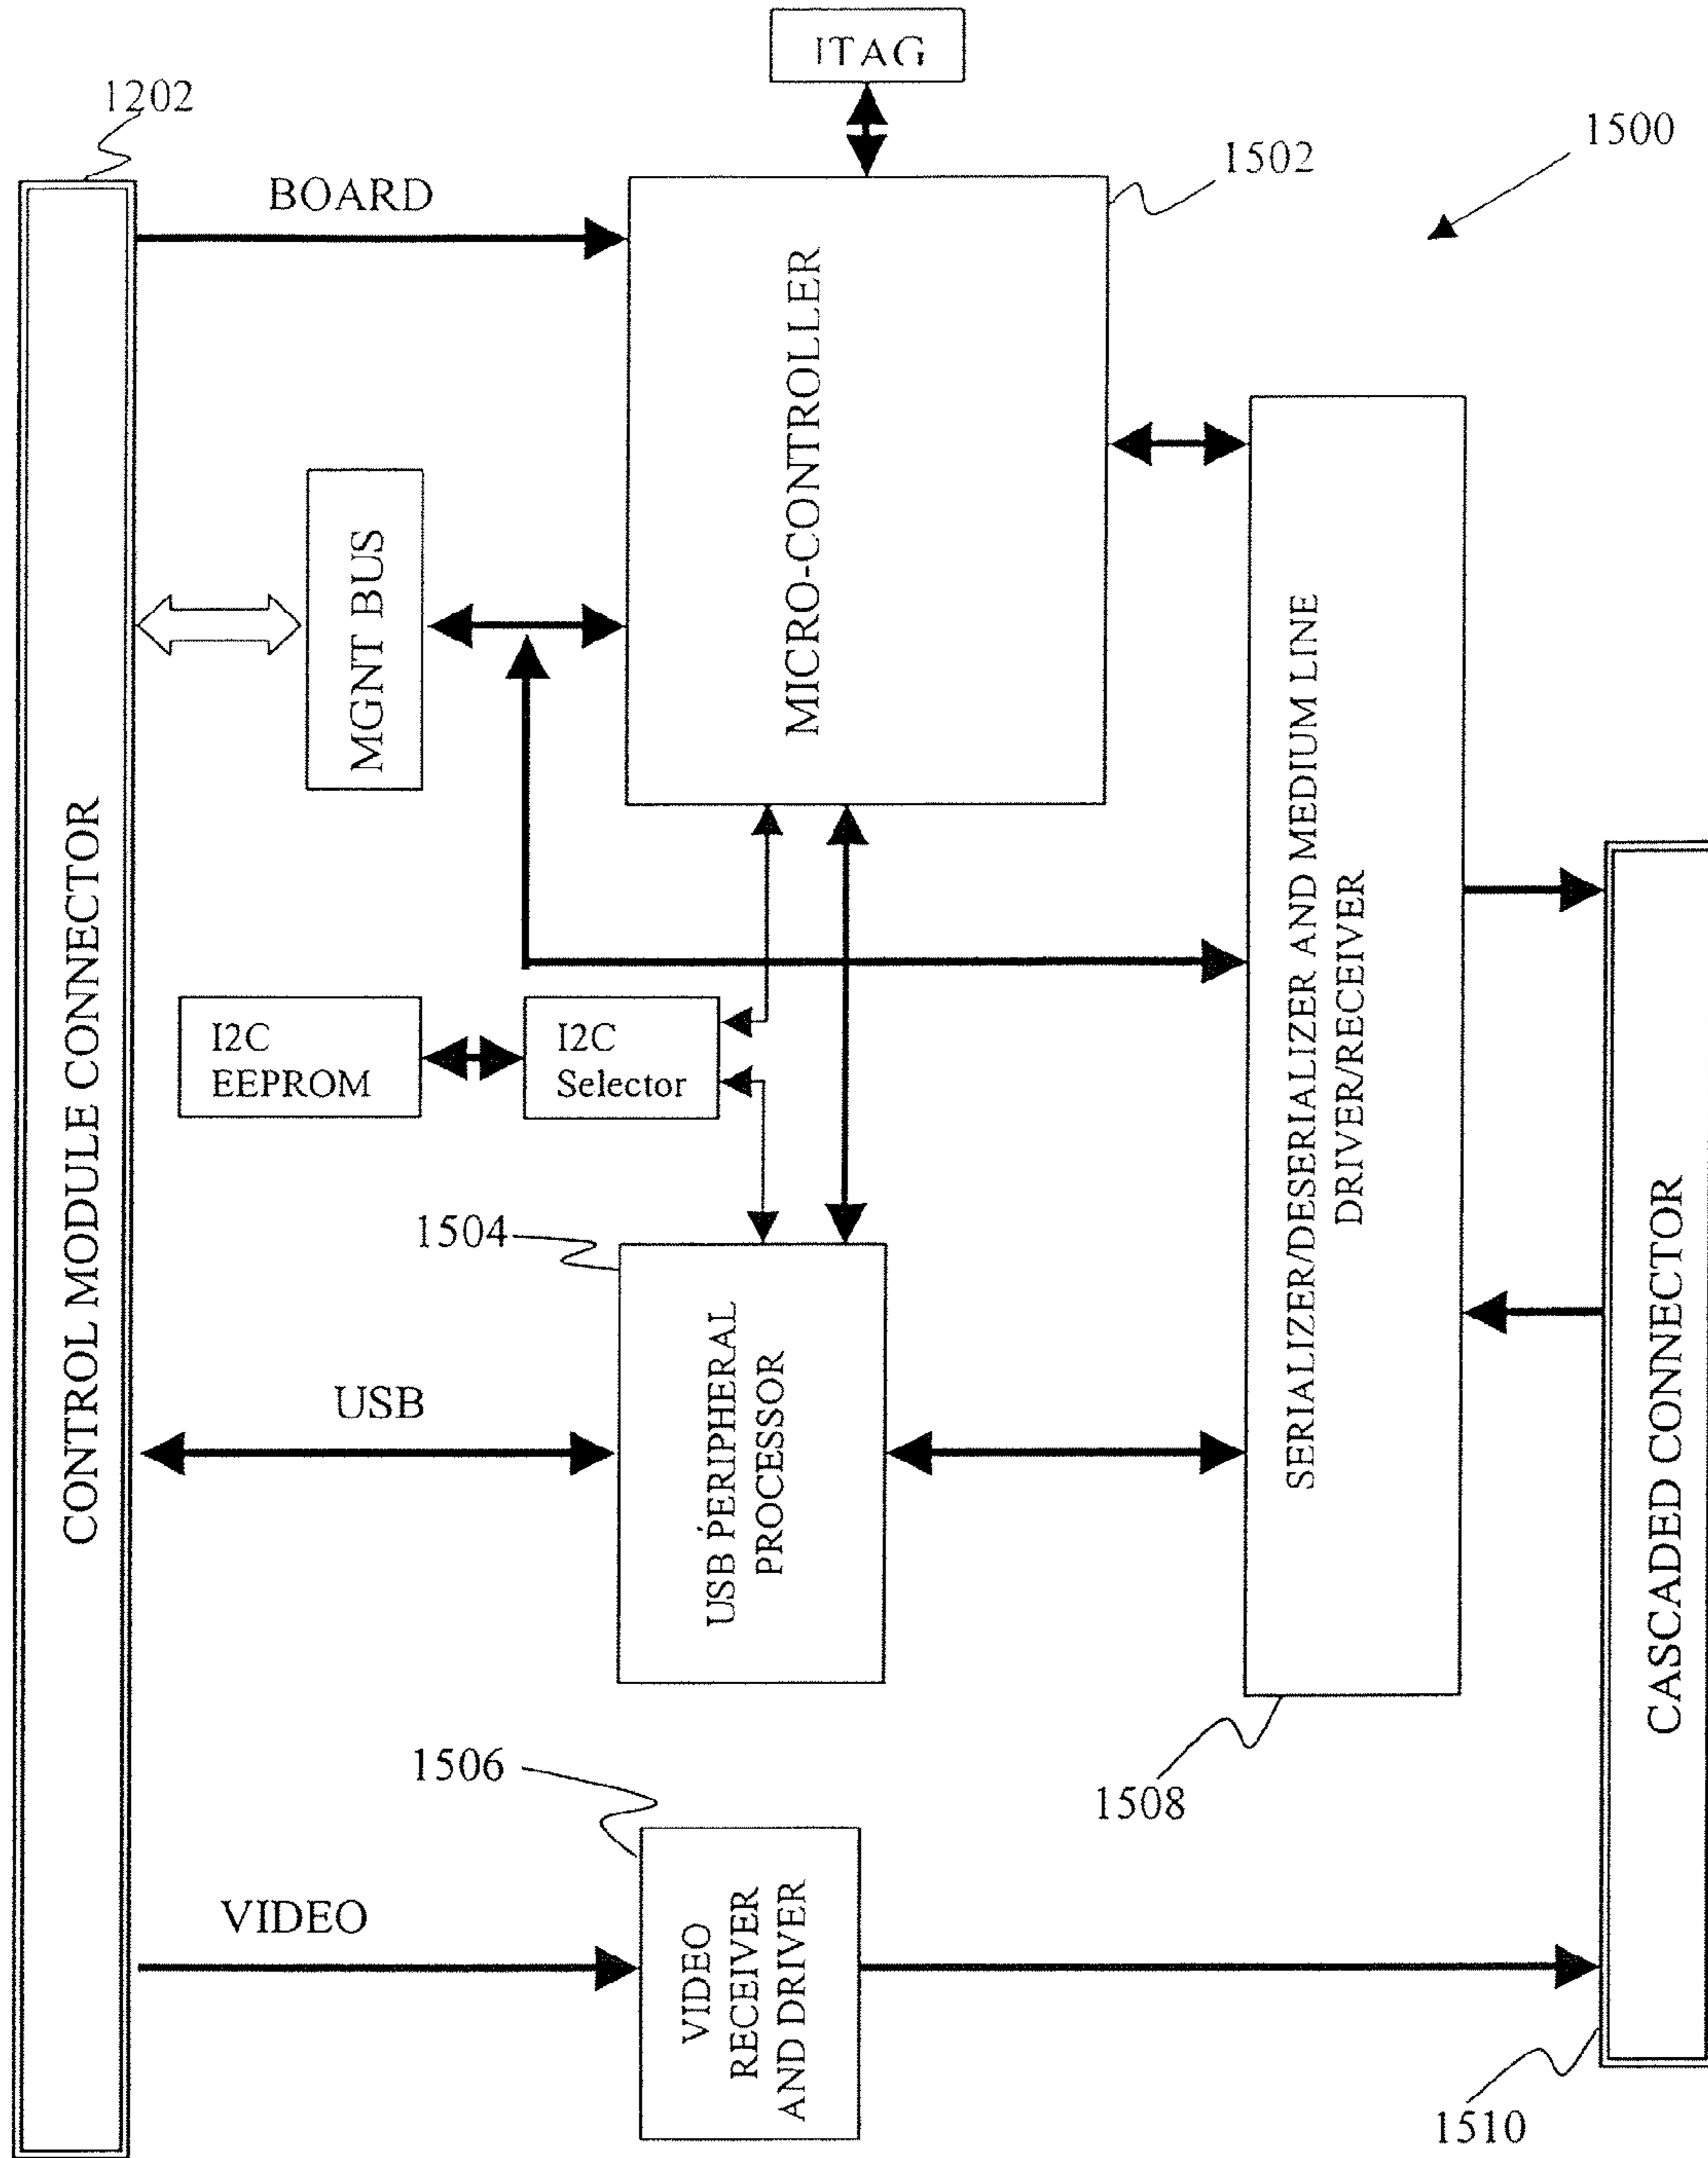 JTAG
1202
1500
1502
BOARD
CONTROL MODULE CONNECTOR
MGNT BUS
MICRO-CONTROLLER
SERIALIZER/DESERIALIZER AND MEDIUM LINE
DRIVER/RECEIVER
I2C
EEPROM
I2C
Selector
1504
USB
USB PERIPHERAL
PROCESSOR
CASCADED CONNECTOR
1506
1508
VIDEO
VIDEO
RECEIVER
AND DRIVER
1510